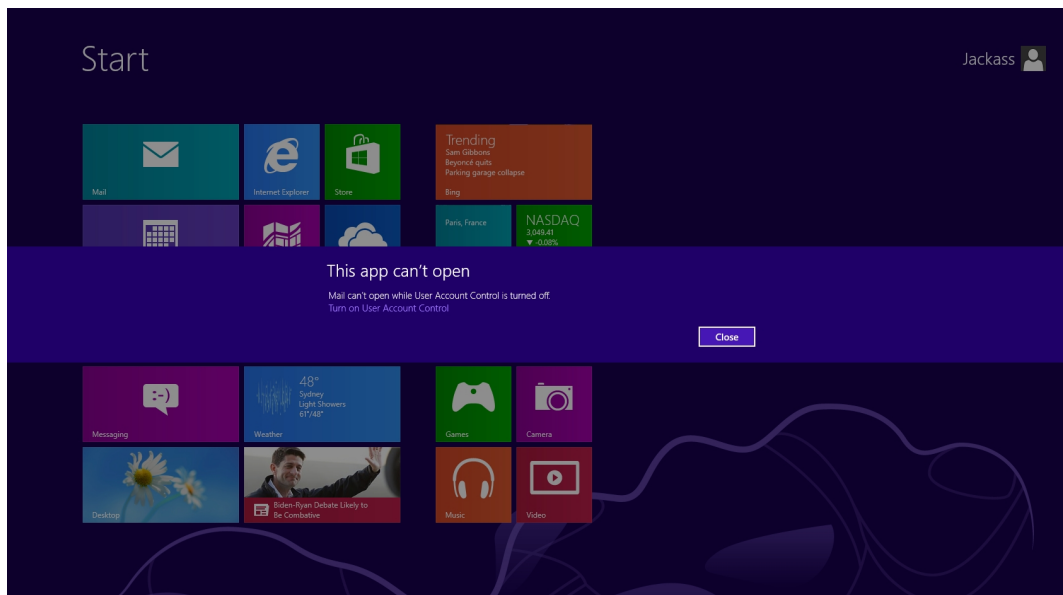 Start
Jackass
Mail
Internet Explorer
Store
Trending
Sam Gibbons
Beyoncé quits
Parking garage collapse
Bing
Paris, France
NASDAQ
3,049.41
▼ -0.08%
This app can't open
Mail can't open while User Account Control is turned off.
Turn on User Account Control
Close
:-)
Messaging
48°
Sydney
Light Showers
61°/48°
Weather
Games
Camera
Desktop
Biden-Ryan Debate Likely to
Be Combative
Music
Video